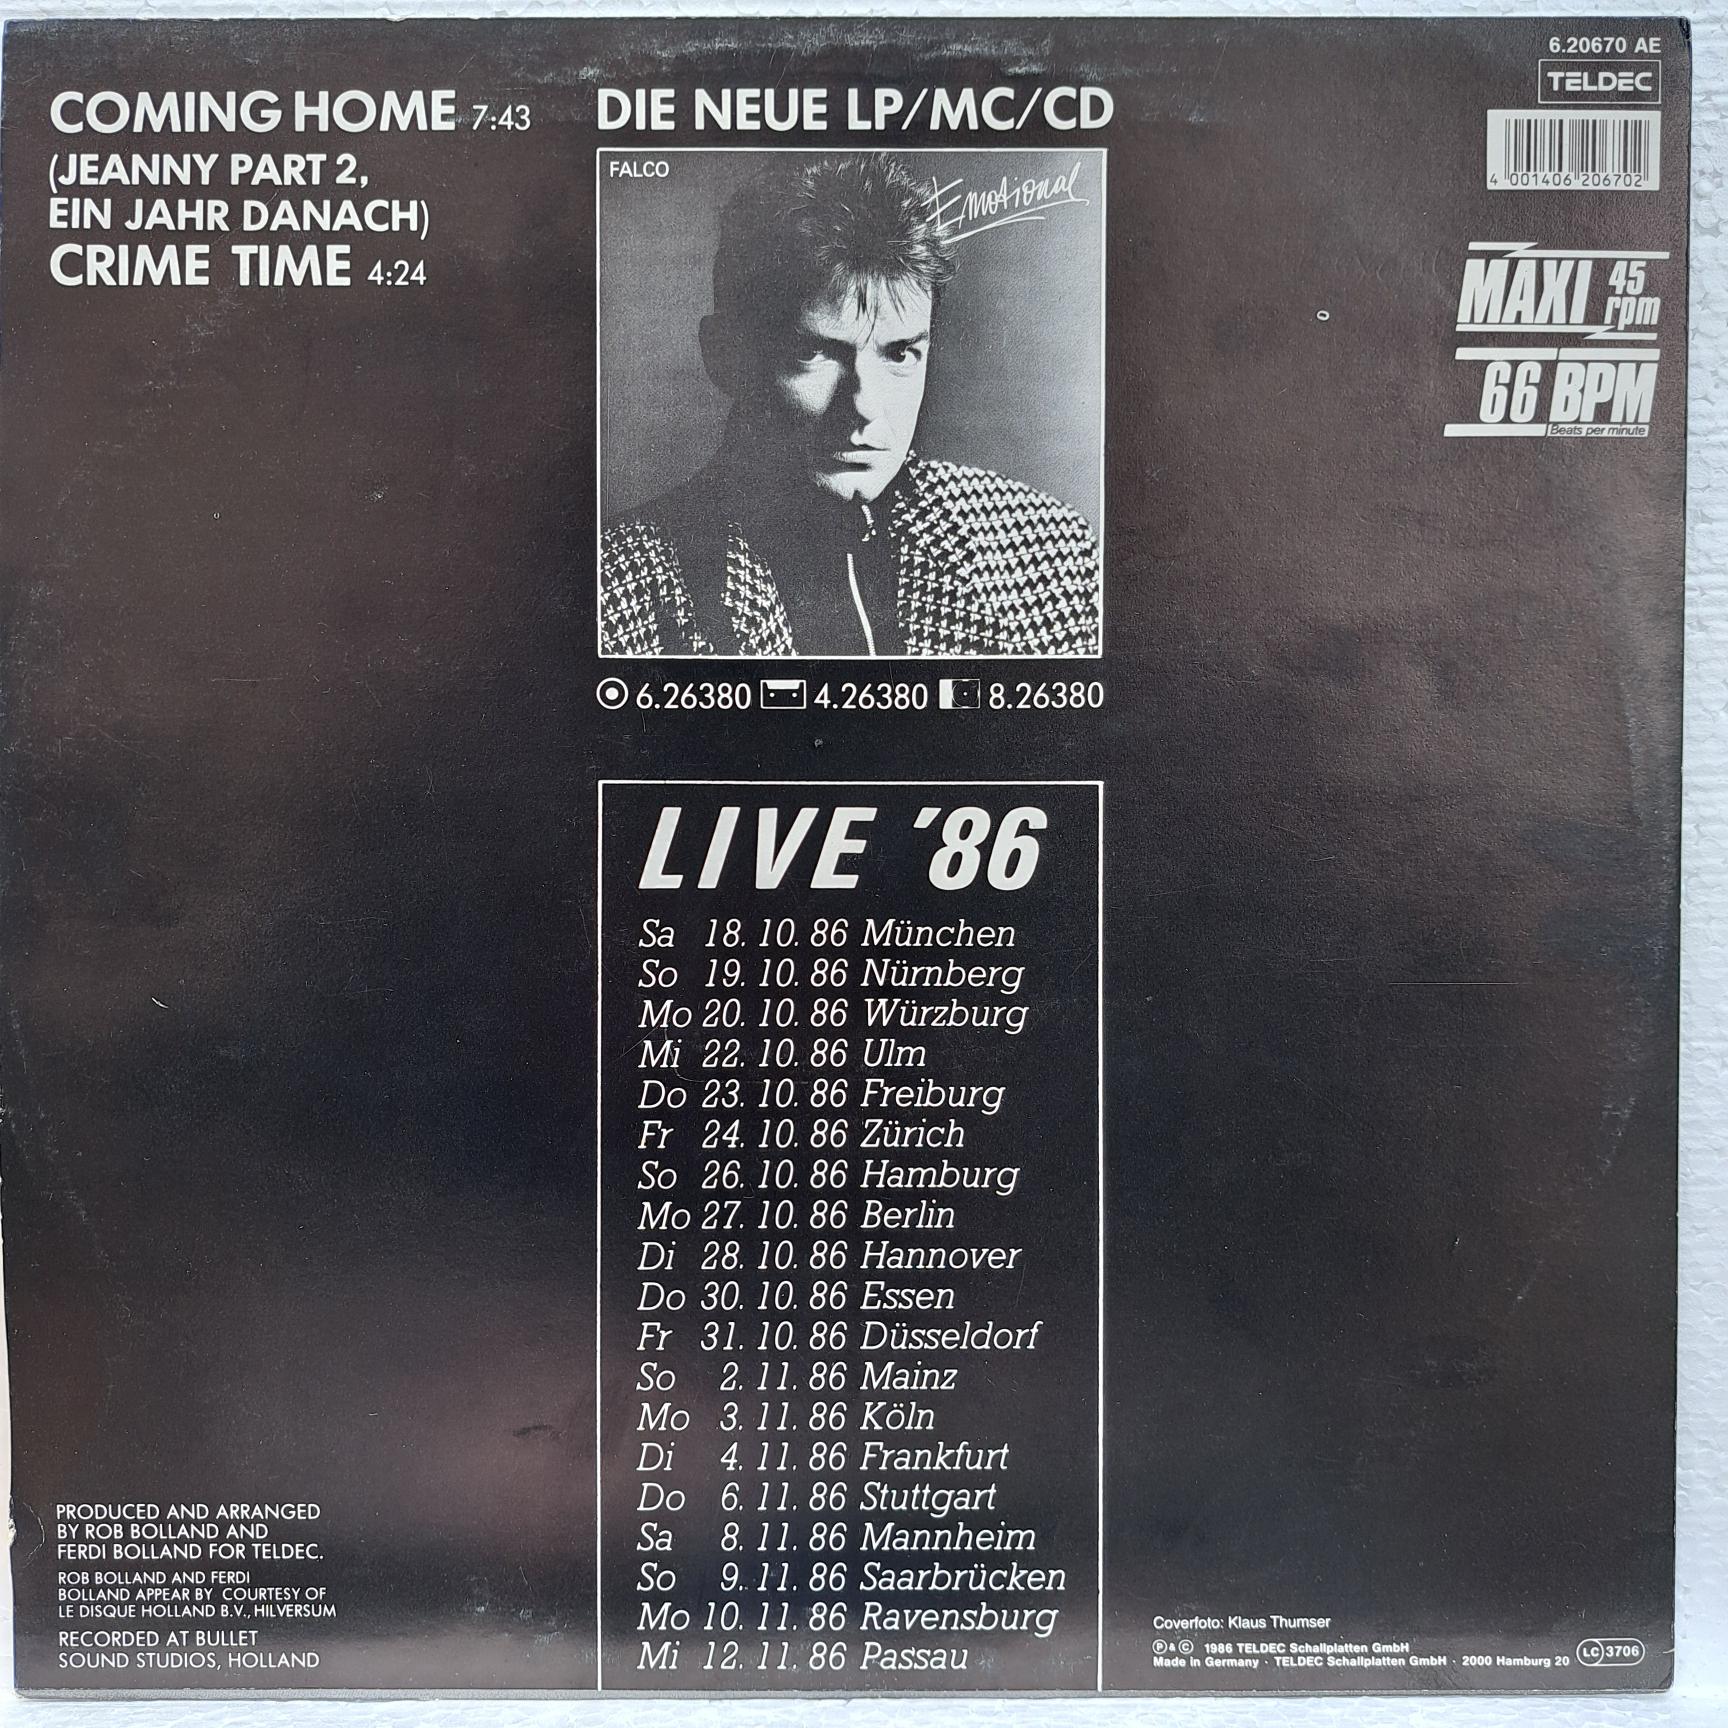 COMING HOME 7:43
(JEANNY PART 2,
EIN JAHR DANACH)
CRIME TIME 4:24
DIE NEUE LP/MC/CD
FALCO
Emotional
6.26380 4.26380 8.26380
6.20670 AE
TELDEC
4 001406 206702
MAXI 45 rpm
66 BPM
Beats per minute
LIVE '86
Sa 18. 10. 86 München
So 19. 10. 86 Nürnberg
Mo 20. 10. 86 Würzburg
Mi 22. 10. 86 Ulm
Do 23. 10. 86 Freiburg
Fr 24. 10. 86 Zürich
So 26. 10. 86 Hamburg
Mo 27. 10. 86 Berlin
Di 28. 10. 86 Hannover
Do 30. 10. 86 Essen
Fr 31. 10. 86 Düsseldorf
So 2. 11. 86 Mainz
Mo 3. 11. 86 Köln
Di 4. 11. 86 Frankfurt
Do 6. 11. 86 Stuttgart
Sa 8. 11. 86 Mannheim
So 9. 11. 86 Saarbrücken
Mo 10. 11. 86 Ravensburg
Mi 12. 11. 86 Passau
PRODUCED AND ARRANGED
BY ROB BOLLAND AND
FERDI BOLLAND FOR TELDEC.
ROB BOLLAND AND FERDI
BOLLAND APPEAR BY COURTESY OF
LE DISQUE HOLLAND B.V., HILVERSUM
RECORDED AT BULLET
SOUND STUDIOS, HOLLAND
Coverfoto: Klaus Thumser
℗ & © 1986 TELDEC Schallplatten GmbH
Made in Germany · TELDEC Schallplatten GmbH · 2000 Hamburg 20
LC 3706